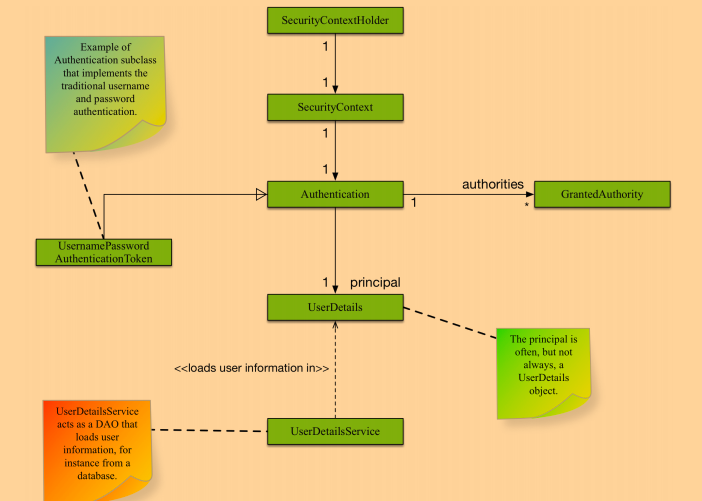 SecurityContextHolder
1
Example of
Authentication subclass
that implements the
traditional username
and password
authentication.
1
SecurityContext
1
1
Authentication
authorities
1
*
GrantedAuthority
UsernamePassword
AuthenticationToken
1
principal
UserDetails
The principal is
often, but not
always, a
UserDetails
object.
<<loads user information in>>
UserDetailsService
acts as a DAO that
loads user
information, for
instance from a
database.
UserDetailsService